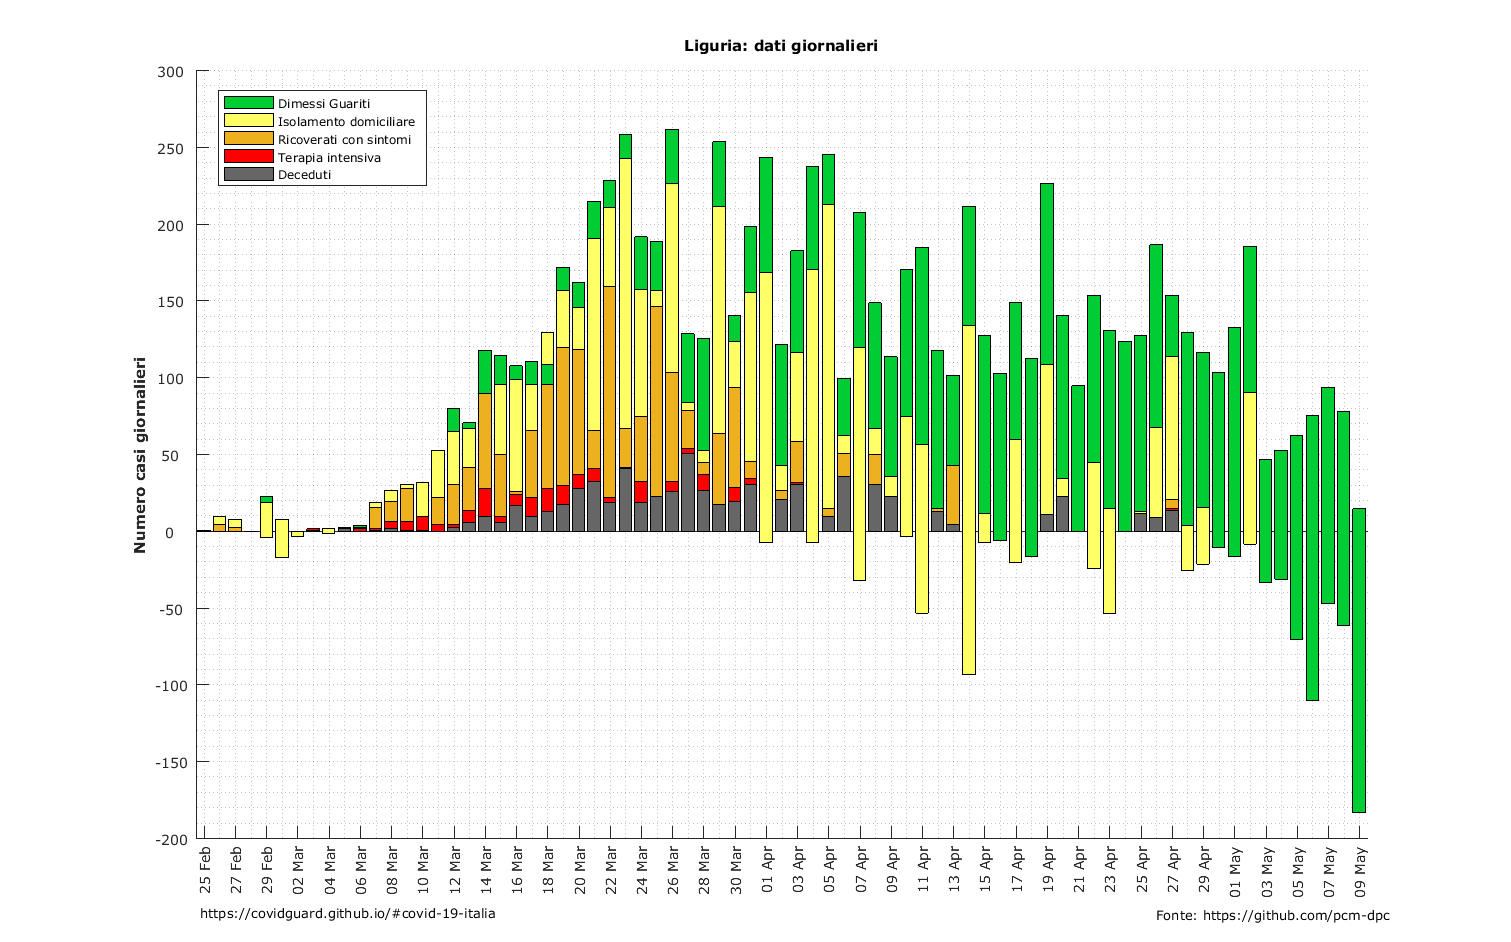 Liguria: dati giornalieri
300
250
200
150
100
50
0
-50
-100
-150
-200
Numero casi giornalieri
Dimessi Guariti
Isolamento domiciliare
Ricoverati con sintomi
Terapia intensiva
Deceduti
25 Feb
27 Feb
29 Feb
02 Mar
04 Mar
06 Mar
08 Mar
10 Mar
12 Mar
14 Mar
16 Mar
18 Mar
20 Mar
22 Mar
24 Mar
26 Mar
28 Mar
30 Mar
01 Apr
03 Apr
05 Apr
07 Apr
09 Apr
11 Apr
13 Apr
15 Apr
17 Apr
19 Apr
21 Apr
23 Apr
25 Apr
27 Apr
29 Apr
01 May
03 May
05 May
07 May
09 May
https://covidguard.github.io/#covid-19-italia
Fonte: https://github.com/pcm-dpc